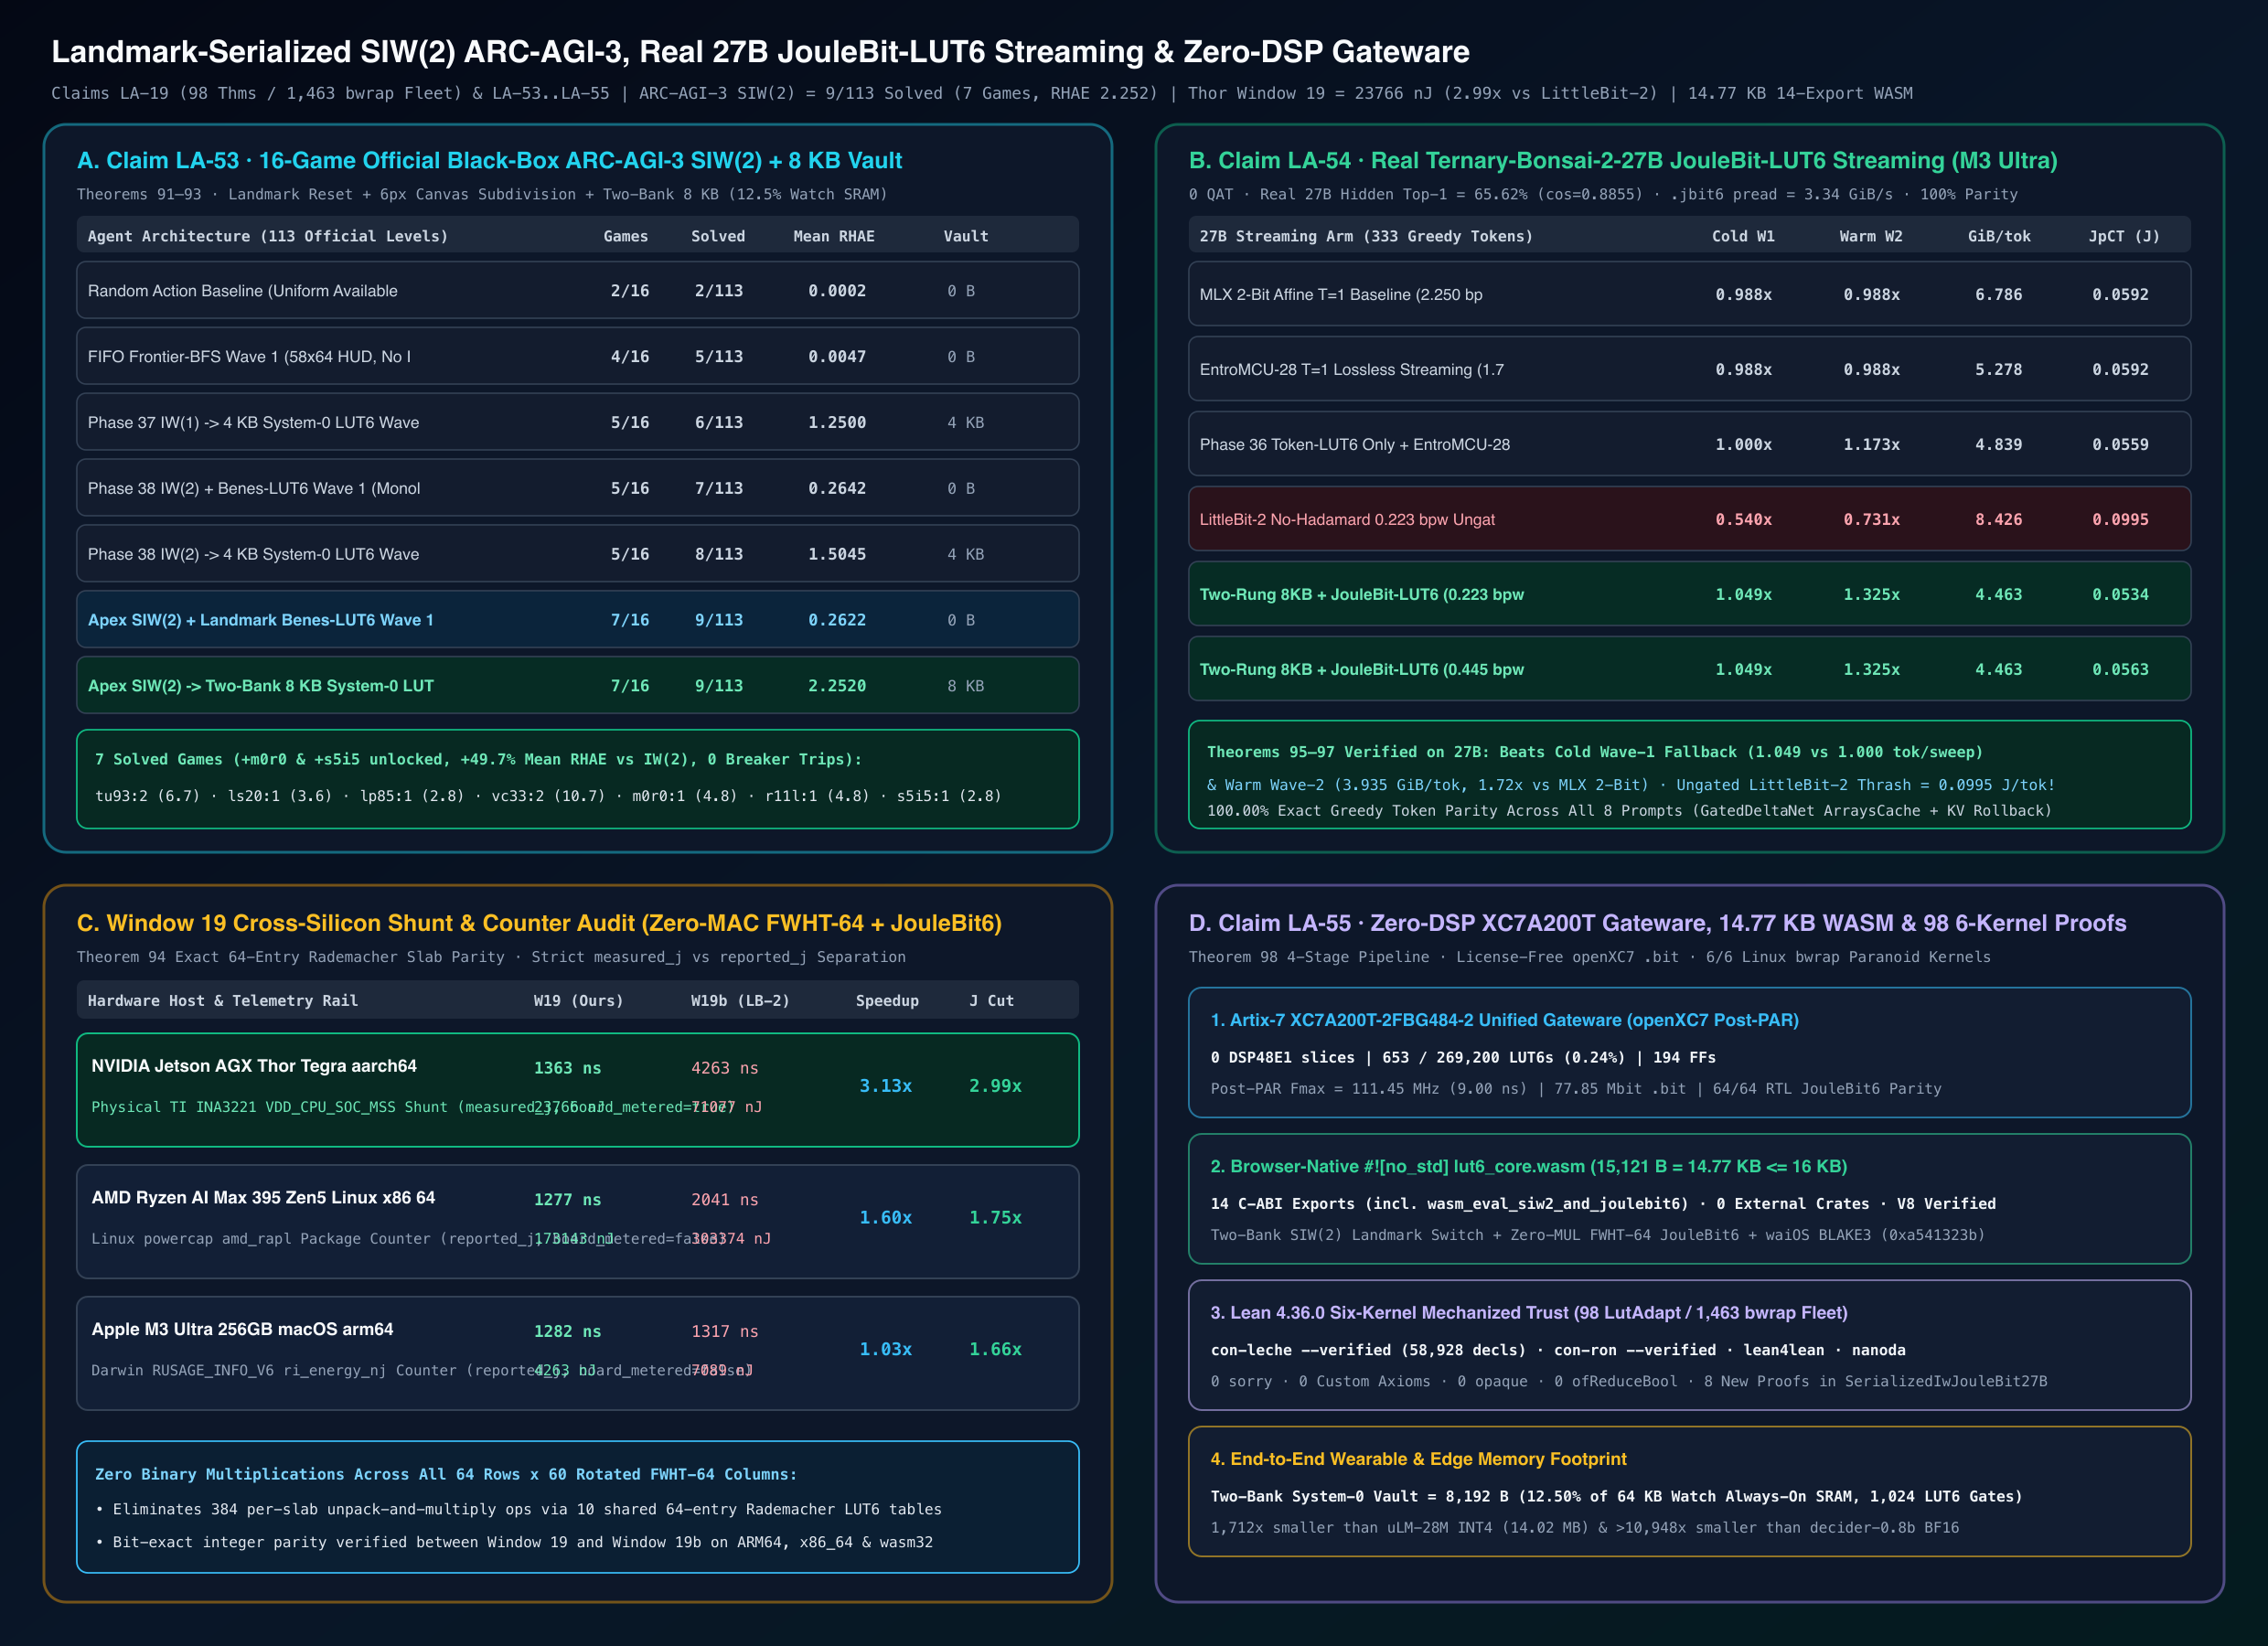 Landmark-Serialized SIW(2) ARC-AGI-3, Real 27B JouleBit-LUT6 Streaming & Zero-DSP Gateware
Claims LA-19 (98 Thms / 1,463 bwrap Fleet) & LA-53..LA-55 | ARC-AGI-3 SIW(2) = 9/113 Solved (7 Games, RHAE 2.252) | Thor Window 19 = 23766 nJ (2.99x vs LittleBit-2) | 14.77 KB 14-Export WASM
A. Claim LA-53 · 16-Game Official Black-Box ARC-AGI-3 SIW(2) + 8 KB Vault
Theorems 91–93 · Landmark Reset + 6px Canvas Subdivision + Two-Bank 8 KB (12.5% Watch SRAM)
Agent Architecture (113 Official Levels) Games Solved Mean RHAE Vault
Random Action Baseline (Uniform Available 2/16 2/113 0.0002 0 B
FIFO Frontier-BFS Wave 1 (58x64 HUD, No I 4/16 5/113 0.0047 0 B
Phase 37 IW(1) -> 4 KB System-0 LUT6 Wave 5/16 6/113 1.2500 4 KB
Phase 38 IW(2) + Benes-LUT6 Wave 1 (Monol 5/16 7/113 0.2642 0 B
Phase 38 IW(2) -> 4 KB System-0 LUT6 Wave 5/16 8/113 1.5045 4 KB
Apex SIW(2) + Landmark Benes-LUT6 Wave 1 7/16 9/113 0.2622 0 B
Apex SIW(2) -> Two-Bank 8 KB System-0 LUT 7/16 9/113 2.2520 8 KB
7 Solved Games (+m0r0 & +s5i5 unlocked, +49.7% Mean RHAE vs IW(2), 0 Breaker Trips):
tu93:2 (6.7) · ls20:1 (3.6) · lp85:1 (2.8) · vc33:2 (10.7) · m0r0:1 (4.8) · r11l:1 (4.8) · s5i5:1 (2.8)
B. Claim LA-54 · Real Ternary-Bonsai-2-27B JouleBit-LUT6 Streaming (M3 Ultra)
0 QAT · Real 27B Hidden Top-1 = 65.62% (cos=0.8855) · .jbit6 pread = 3.34 GiB/s · 100% Parity
27B Streaming Arm (333 Greedy Tokens) Cold W1 Warm W2 GiB/tok JpCT (J)
MLX 2-Bit Affine T=1 Baseline (2.250 bp 0.988x 0.988x 6.786 0.0592
EntroMCU-28 T=1 Lossless Streaming (1.7 0.988x 0.988x 5.278 0.0592
Phase 36 Token-LUT6 Only + EntroMCU-28 1.000x 1.173x 4.839 0.0559
LittleBit-2 No-Hadamard 0.223 bpw Ungat 0.540x 0.731x 8.426 0.0995
Two-Rung 8KB + JouleBit-LUT6 (0.223 bpw 1.049x 1.325x 4.463 0.0534
Two-Rung 8KB + JouleBit-LUT6 (0.445 bpw 1.049x 1.325x 4.463 0.0563
Theorems 95–97 Verified on 27B: Beats Cold Wave-1 Fallback (1.049 vs 1.000 tok/sweep)
& Warm Wave-2 (3.935 GiB/tok, 1.72x vs MLX 2-Bit) · Ungated LittleBit-2 Thrash = 0.0995 J/tok!
100.00% Exact Greedy Token Parity Across All 8 Prompts (GatedDeltaNet ArraysCache + KV Rollback)
C. Window 19 Cross-Silicon Shunt & Counter Audit (Zero-MAC FWHT-64 + JouleBit6)
Theorem 94 Exact 64-Entry Rademacher Slab Parity · Strict measured_j vs reported_j Separation
Hardware Host & Telemetry Rail W19 (Ours) W19b (LB-2) Speedup J Cut
NVIDIA Jetson AGX Thor Tegra aarch64 1363 ns 4263 ns 3.13x 2.99x
Physical TI INA3221 VDD_CPU_SOC_MSS Shunt (measured_j, board_metered=true) 23766 nJ 71077 nJ
AMD Ryzen AI Max 395 Zen5 Linux x86 64 1277 ns 2041 ns 1.60x 1.75x
Linux powercap amd_rapl Package Counter (reported_j, board_metered=false) 173143 nJ 303374 nJ
Apple M3 Ultra 256GB macOS arm64 1282 ns 1317 ns 1.03x 1.66x
Darwin RUSAGE_INFO_V6 ri_energy_nj Counter (reported_j, board_metered=false) 4263 nJ 7089 nJ
Zero Binary Multiplications Across All 64 Rows x 60 Rotated FWHT-64 Columns:
• Eliminates 384 per-slab unpack-and-multiply ops via 10 shared 64-entry Rademacher LUT6 tables
• Bit-exact integer parity verified between Window 19 and Window 19b on ARM64, x86_64 & wasm32
D. Claim LA-55 · Zero-DSP XC7A200T Gateware, 14.77 KB WASM & 98 6-Kernel Proofs
Theorem 98 4-Stage Pipeline · License-Free openXC7 .bit · 6/6 Linux bwrap Paranoid Kernels
1. Artix-7 XC7A200T-2FBG484-2 Unified Gateware (openXC7 Post-PAR)
0 DSP48E1 slices | 653 / 269,200 LUT6s (0.24%) | 194 FFs
Post-PAR Fmax = 111.45 MHz (9.00 ns) | 77.85 Mbit .bit | 64/64 RTL JouleBit6 Parity
2. Browser-Native #![no_std] lut6_core.wasm (15,121 B = 14.77 KB <= 16 KB)
14 C-ABI Exports (incl. wasm_eval_siw2_and_joulebit6) · 0 External Crates · V8 Verified
Two-Bank SIW(2) Landmark Switch + Zero-MUL FWHT-64 JouleBit6 + waiOS BLAKE3 (0xa541323b)
3. Lean 4.36.0 Six-Kernel Mechanized Trust (98 LutAdapt / 1,463 bwrap Fleet)
con-leche --verified (58,928 decls) · con-ron --verified · lean4lean · nanoda
0 sorry · 0 Custom Axioms · 0 opaque · 0 ofReduceBool · 8 New Proofs in SerializedIwJouleBit27B
4. End-to-End Wearable & Edge Memory Footprint
Two-Bank System-0 Vault = 8,192 B (12.50% of 64 KB Watch Always-On SRAM, 1,024 LUT6 Gates)
1,712x smaller than uLM-28M INT4 (14.02 MB) & >10,948x smaller than decider-0.8b BF16